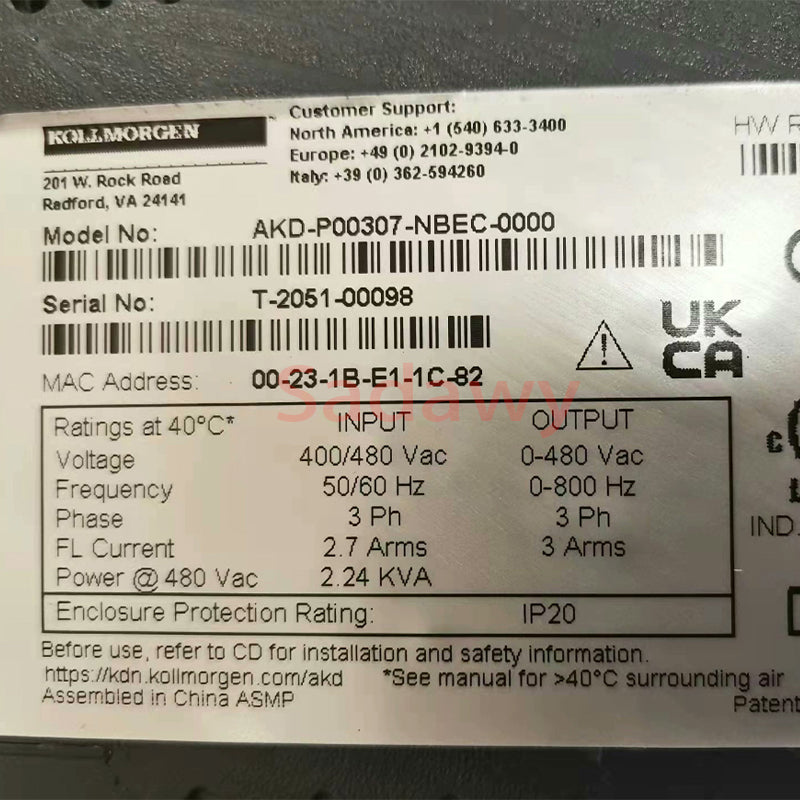 KOLLMORGEN
201 W. Rock Road
Radford, VA 24141
Customer Support:
North America: +1 (540) 633-3400
Europe: +49 (0) 2102-9394-0
Italy: +39 (0) 362-594260
HW R
Model No: AKD-P00307-NBEC-0000
Serial No: T-2051-00098
UK
CA
MAC Address: 00-23-1B-E1-1C-82
Sadawy
Ratings at 40°C* INPUT OUTPUT
Voltage 400/480 Vac 0-480 Vac
Frequency 50/60 Hz 0-800 Hz
Phase 3 Ph 3 Ph
FL Current 2.7 Arms 3 Arms
Power @ 480 Vac 2.24 KVA
Enclosure Protection Rating: IP20
c
IND.
Before use, refer to CD for installation and safety information.
https://kdn.kollmorgen.com/akd *See manual for >40°C surrounding air
Assembled in China ASMP
Patent